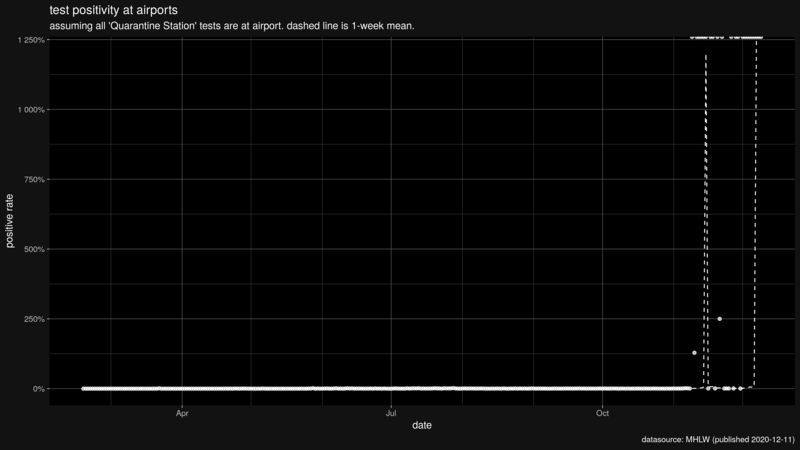 test positivity at airports
assuming all 'Quarantine Station' tests are at airport. dashed line is 1-week mean.
1 250%
1 000%
750%
500%
250%
0%
positive rate
Apr
Jul
Oct
date
datasource: MHLW (published 2020-12-11)